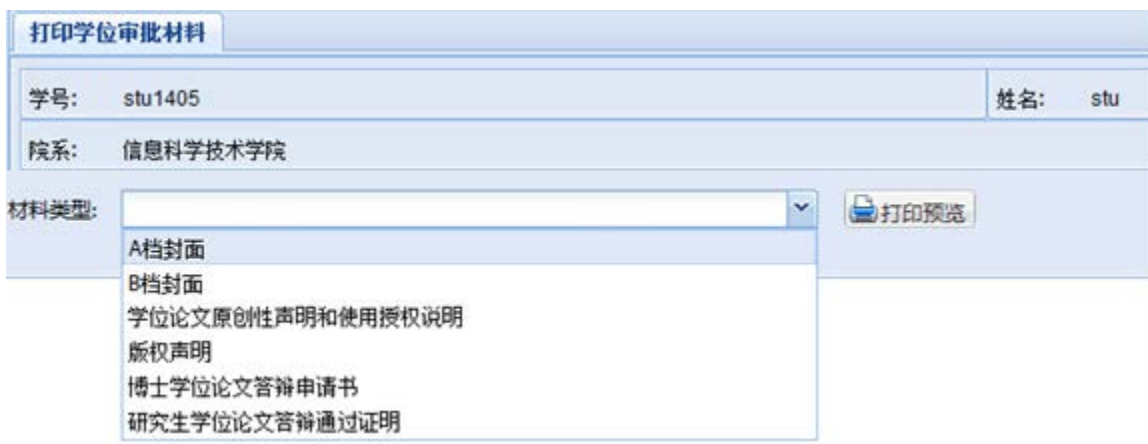 打印学位审批材料
学号: stu1405 姓名: stu
院系: 信息科学技术学院
材料类型: 打印预览
A档封面
B档封面
学位论文原创性声明和使用授权说明
版权声明
博士学位论文答辩申请书
研究生学位论文答辩通过证明